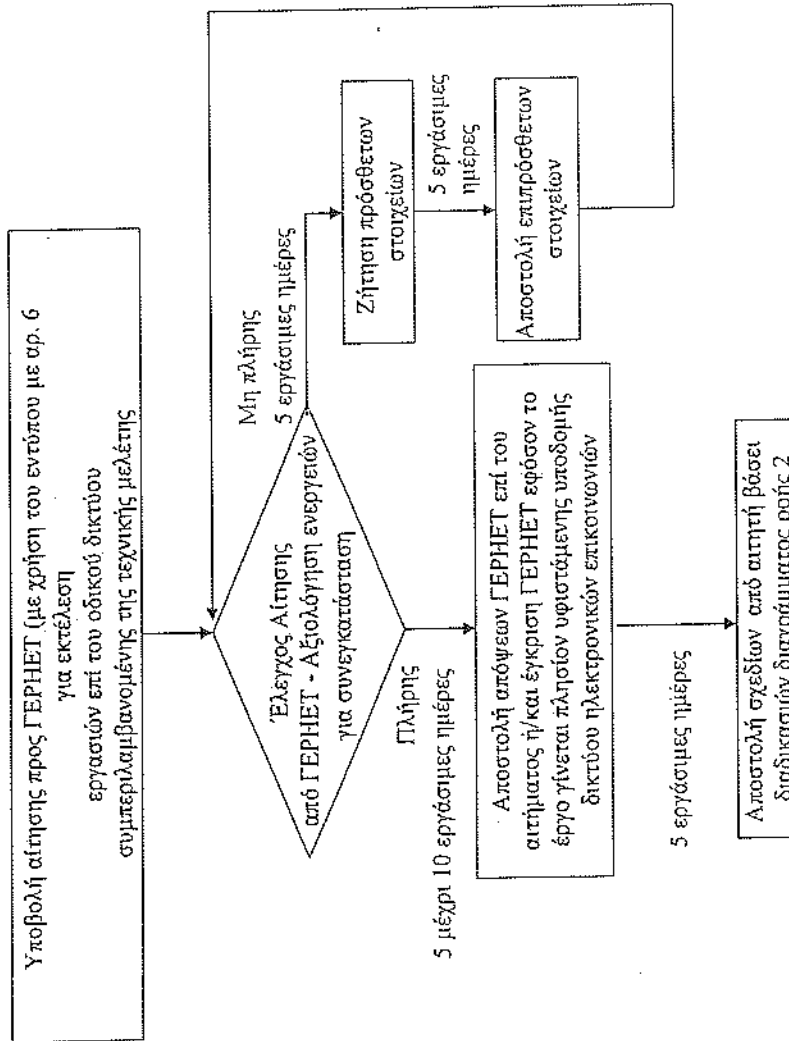 Υποβολή αίτησης προς ΓΕΡΗΕΤ (με χρήση του εντύπου με αρ. 6
για εκτέλεση
εργασιών επί του οδικού δικτύου
συμπεριλαμβανομένης της τεχνικής μελέτης
Έλεγχος Αίτησης
από ΓΕΡΗΕΤ - Αξιολόγηση ενεργειών
για συνεγκατάσταση
Μη πλήρης
5 εργάσιμες ημέρες
Ζήτηση πρόσθετων
στοιχείων
5 εργάσιμες
ημέρες
Αποστολή επιπρόσθετων
στοιχείων
Πλήρης
5 μέχρι 10 εργάσιμες ημέρες
Αποστολή απόψεων ΓΕΡΗΕΤ επί του
αιτήματος ή/και έγκριση ΓΕΡΗΕΤ εφόσον το
έργο γίνεται πλησίον υφιστάμενης υποδομής
δικτύου ηλεκτρονικών επικοινωνιών
5 εργάσιμες ημέρες
Αποστολή σχεδίων από αιτητή βάσει
διαδικασιών διαγράμματος ροής 2